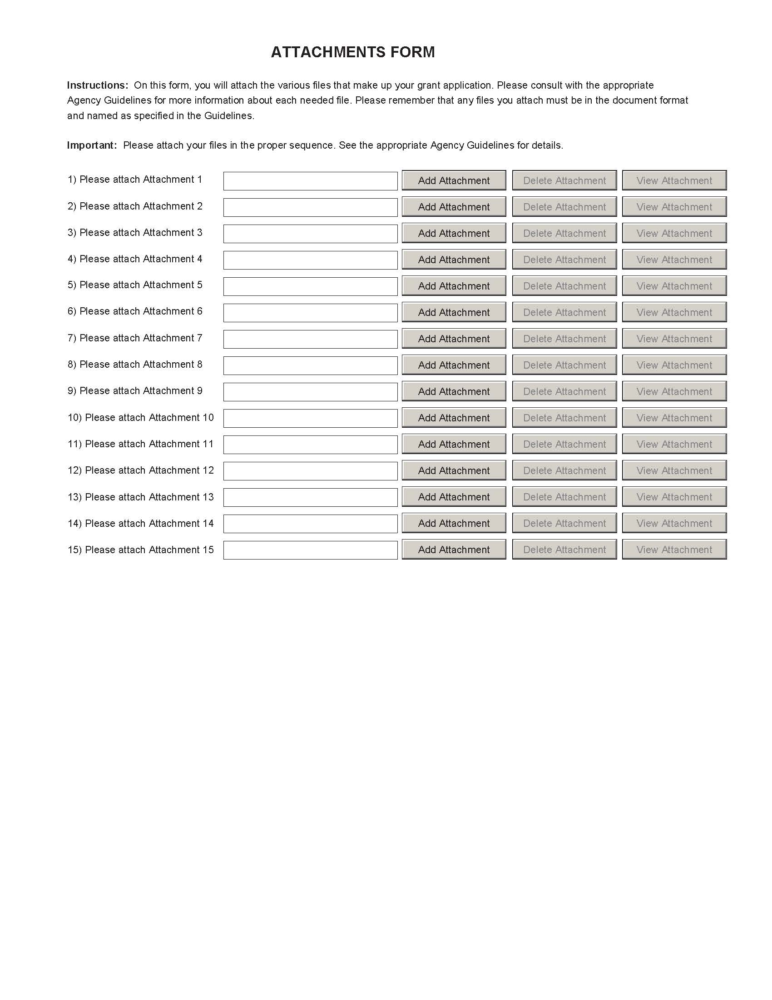 ATTACHMENTS FORM
Instructions: On this form, you will attach the various files that make up your grant application. Please consult with the appropriate
Agency Guidelines for more information about each needed file. Please remember that any files you attach must be in the document format
and named as specified in the Guidelines.
Important: Please attach your files in the proper sequence. See the appropriate Agency Guidelines for details.
1) Please attach Attachment 1 Add Attachment Delete Attachment View Attachment
2) Please attach Attachment 2 Add Attachment Delete Attachment View Attachment
3) Please attach Attachment 3 Add Attachment Delete Attachment View Attachment
4) Please attach Attachment 4 Add Attachment Delete Attachment View Attachment
5) Please attach Attachment 5 Add Attachment Delete Attachment View Attachment
6) Please attach Attachment 6 Add Attachment Delete Attachment View Attachment
7) Please attach Attachment 7 Add Attachment Delete Attachment View Attachment
8) Please attach Attachment 8 Add Attachment Delete Attachment View Attachment
9) Please attach Attachment 9 Add Attachment Delete Attachment View Attachment
10) Please attach Attachment 10 Add Attachment Delete Attachment View Attachment
11) Please attach Attachment 11 Add Attachment Delete Attachment View Attachment
12) Please attach Attachment 12 Add Attachment Delete Attachment View Attachment
13) Please attach Attachment 13 Add Attachment Delete Attachment View Attachment
14) Please attach Attachment 14 Add Attachment Delete Attachment View Attachment
15) Please attach Attachment 15 Add Attachment Delete Attachment View Attachment